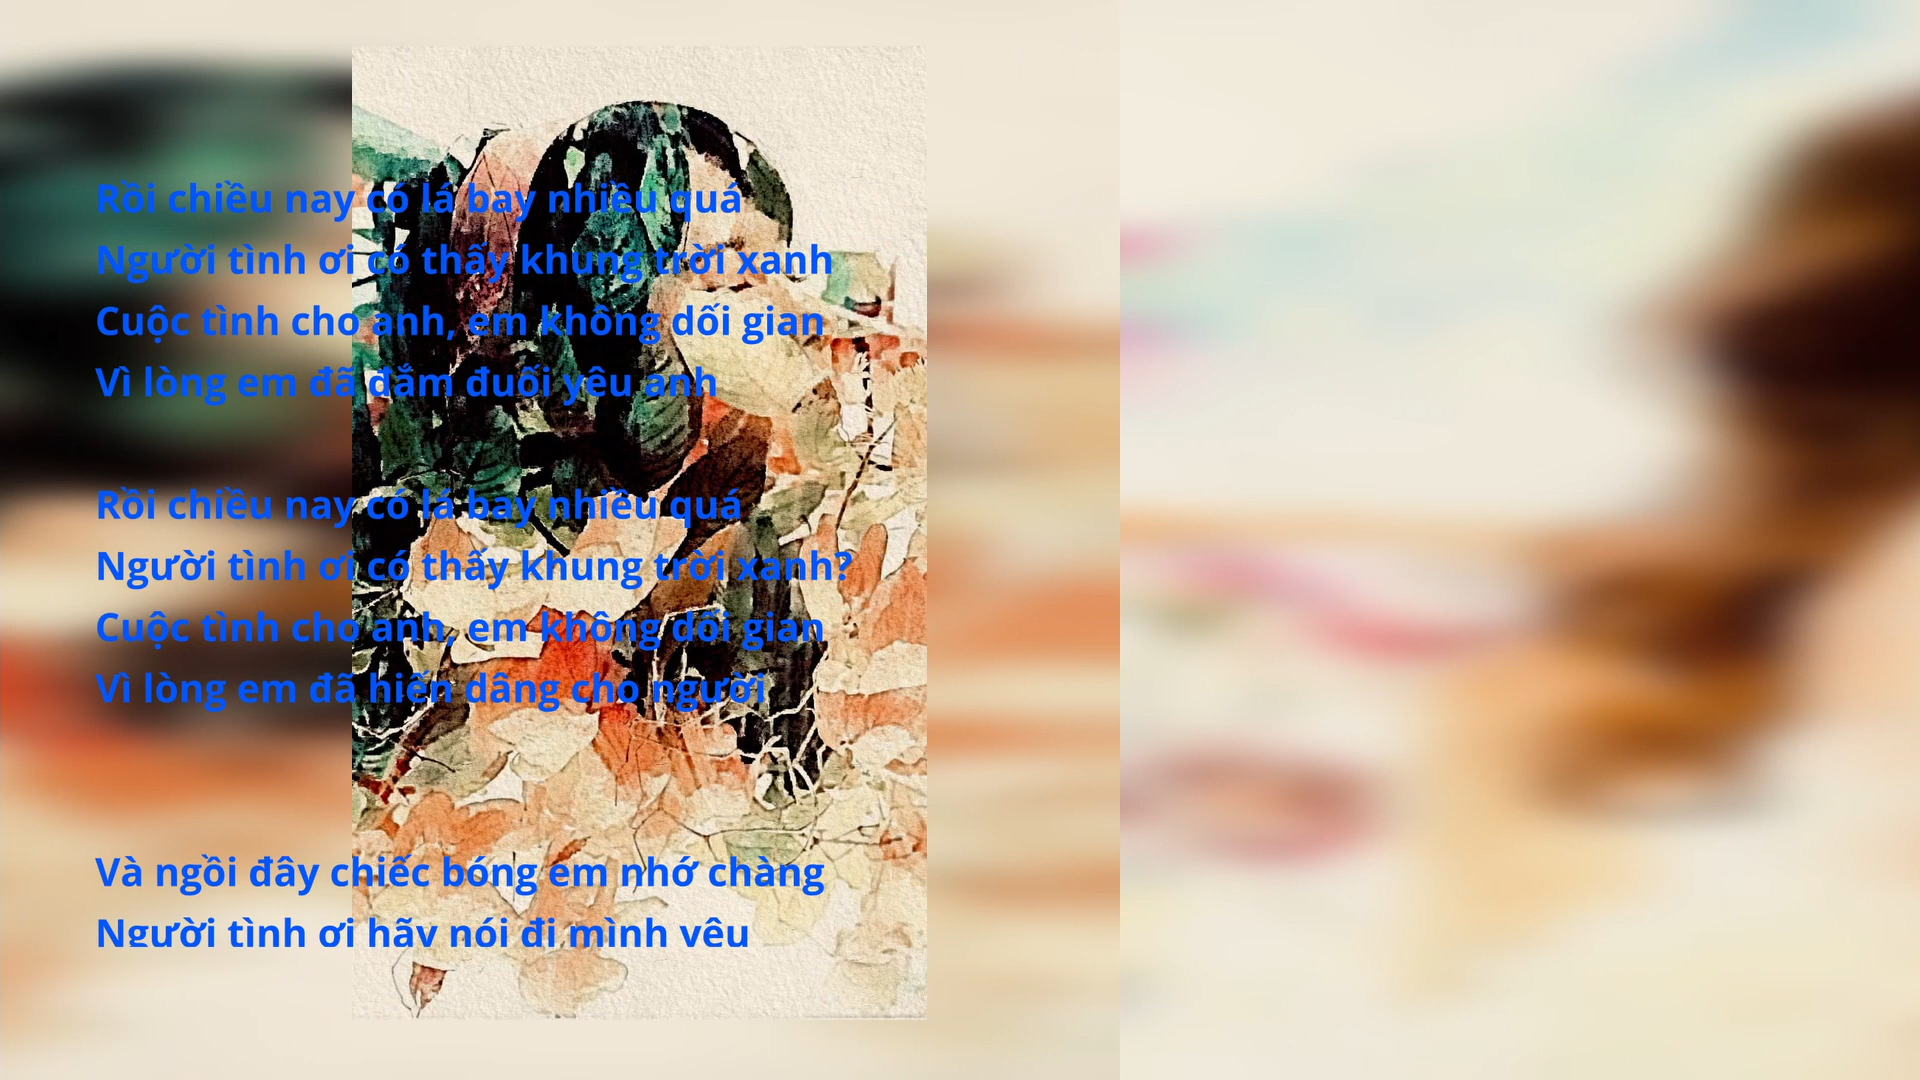 Rồi chiều nay có lá bay nhiều quá
Người tình ơi có thấy khung trời xanh
Cuộc tình cho anh, em không dối gian
Vì lòng em đã đắm đuối yêu anh
Rồi chiều nay có lá bay nhiều quá
Người tình ơi có thấy khung trời xanh?
Cuộc tình cho anh, em không dối gian
Vì lòng em đã hiến dâng cho người
Và ngồi đây chiếc bóng em nhớ chàng
Người tình ơi hãy nói đi mình yêu